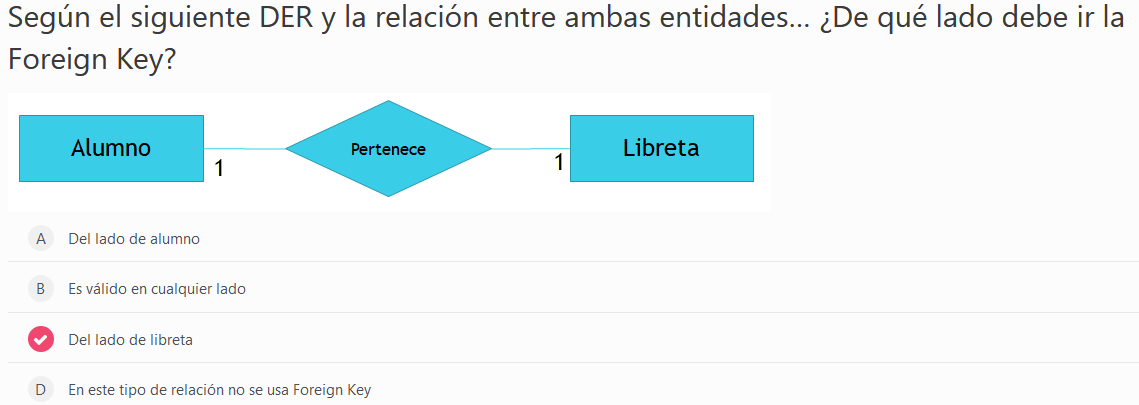 Según el siguiente DER y la relación entre ambas entidades... ¿De qué lado debe ir la
Foreign Key?
Alumno
1
Pertenece
1
Libreta
A Del lado de alumno
B Es válido en cualquier lado
Del lado de libreta
D En este tipo de relación no se usa Foreign Key